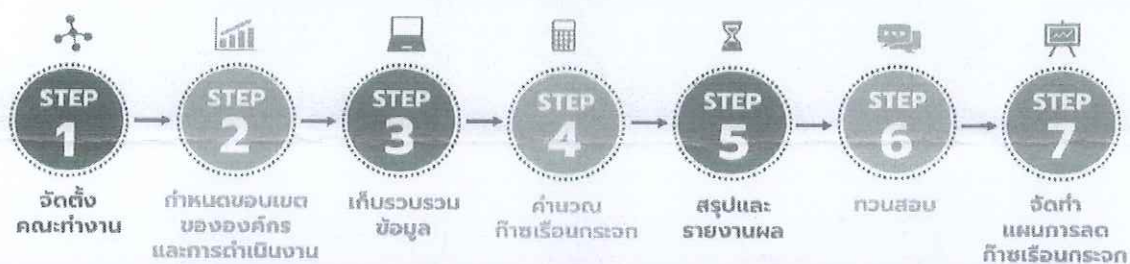 STEP
1
จัดตั้ง
คณะทำงาน
STEP
2
กำหนดขอบเขต
ขององค์กร
และการดำเนินงาน
STEP
3
เก็บรวบรวม
ข้อมูล
STEP
4
คำนวณ
ก๊าซเรือนกระจก
STEP
5
สรุปและ
รายงานผล
STEP
6
ทวนสอบ
STEP
7
จัดทำ
แผนการลด
ก๊าซเรือนกระจก